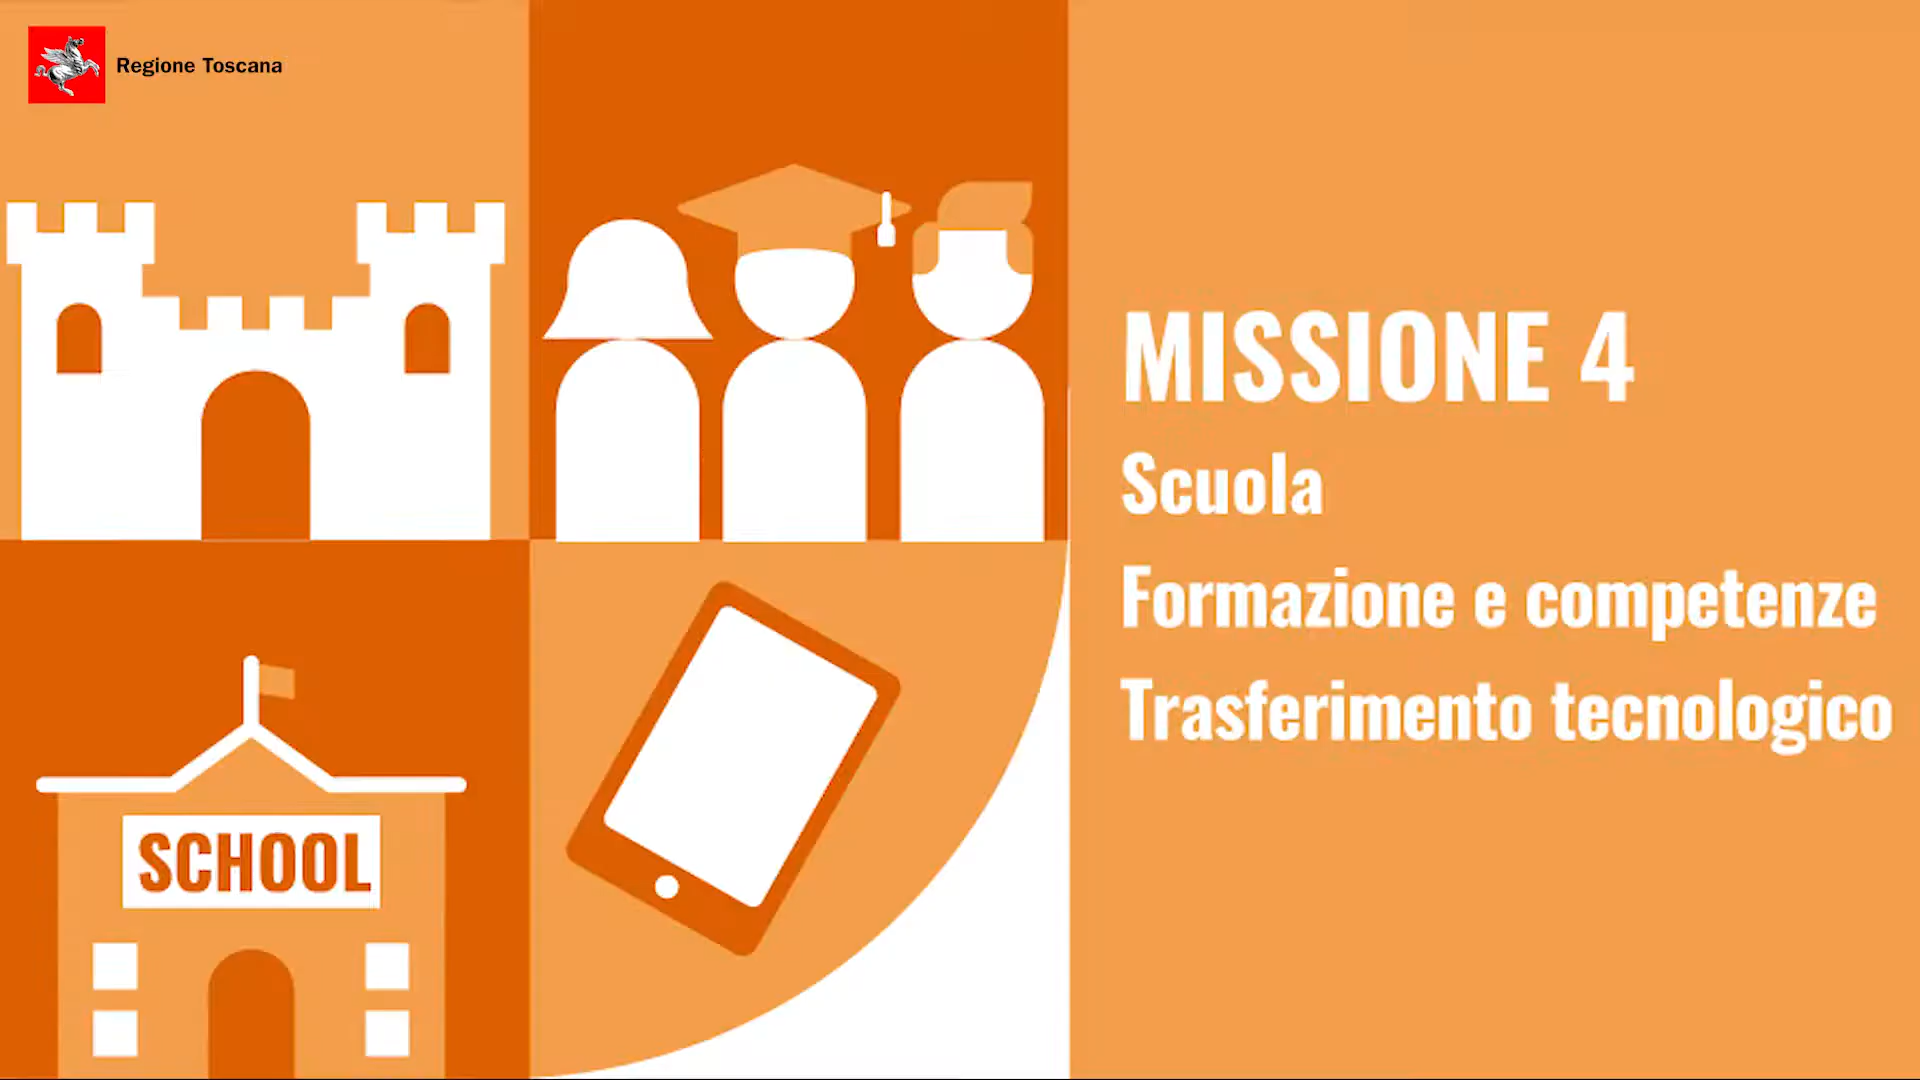 Regione Toscana
MISSIONE 4
Scuola
Formazione e competenze
Trasferimento tecnologico
SCHOOL